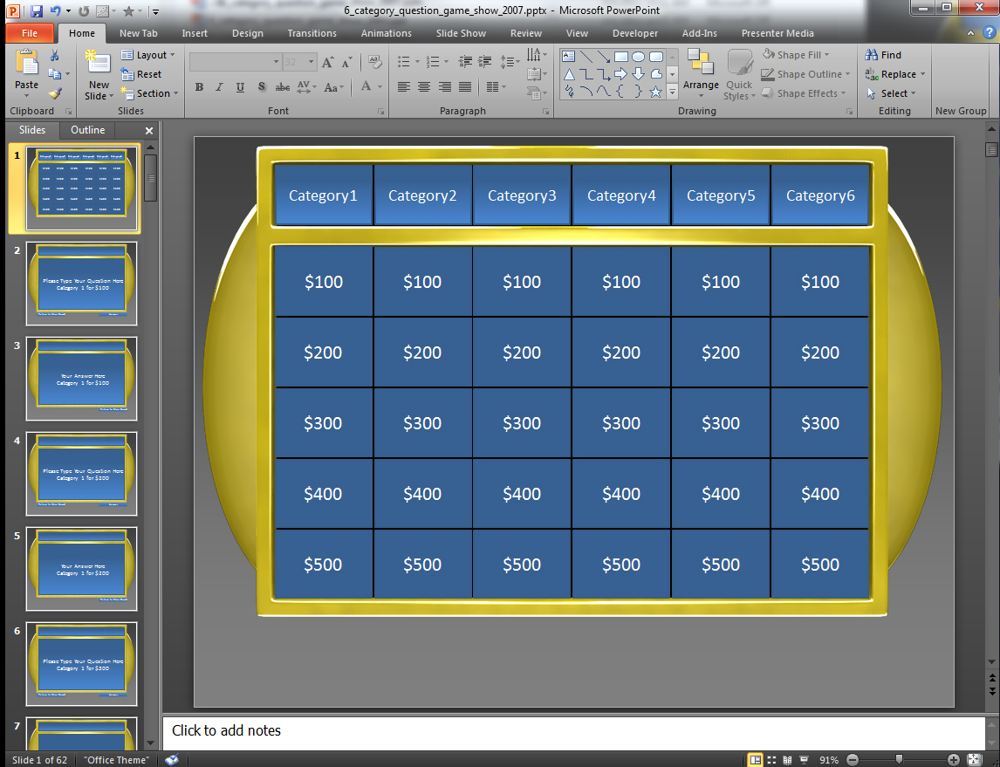 6_category_question_game_show_2007.pptx - Microsoft PowerPoint
File Home New Tab Insert Design Transitions Animations Slide Show Review View Developer Add-Ins Presenter Media
Paste
New Slide
Layout
Reset
Section
32
B I U S abc AV Aa A
Arrange
Quick Styles
Shape Fill
Shape Outline
Shape Effects
Find
Replace
Select
Clipboard Slides Font Paragraph Drawing Editing New Group
Slides Outline
1
2
Please Type Your Question Here
Category 1 for $100
3
Your Answer Here
Category 1 for $100
4
Please Type Your Question Here
Category 1 for $200
5
Your Answer Here
Category 1 for $200
6
Please Type Your Question Here
Category 1 for $300
7
Category1 Category2 Category3 Category4 Category5 Category6
$100 $100 $100 $100 $100 $100
$200 $200 $200 $200 $200 $200
$300 $300 $300 $300 $300 $300
$400 $400 $400 $400 $400 $400
$500 $500 $500 $500 $500 $500
Click to add notes
Slide 1 of 62 "Office Theme" 91%